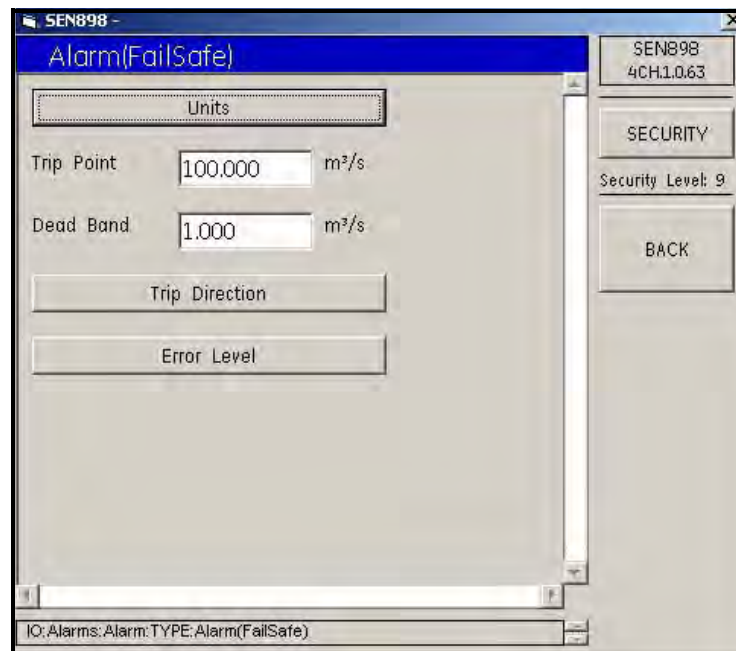 SEN898 -
Alarm(FailSafe)
Units
Trip Point 100.000 m³/s
Dead Band 1.000 m³/s
Trip Direction
Error Level
SEN898
4CH.1.0.63
SECURITY
Security Level: 9
BACK
IO:Alarms:Alarm:TYPE:Alarm(FailSafe)